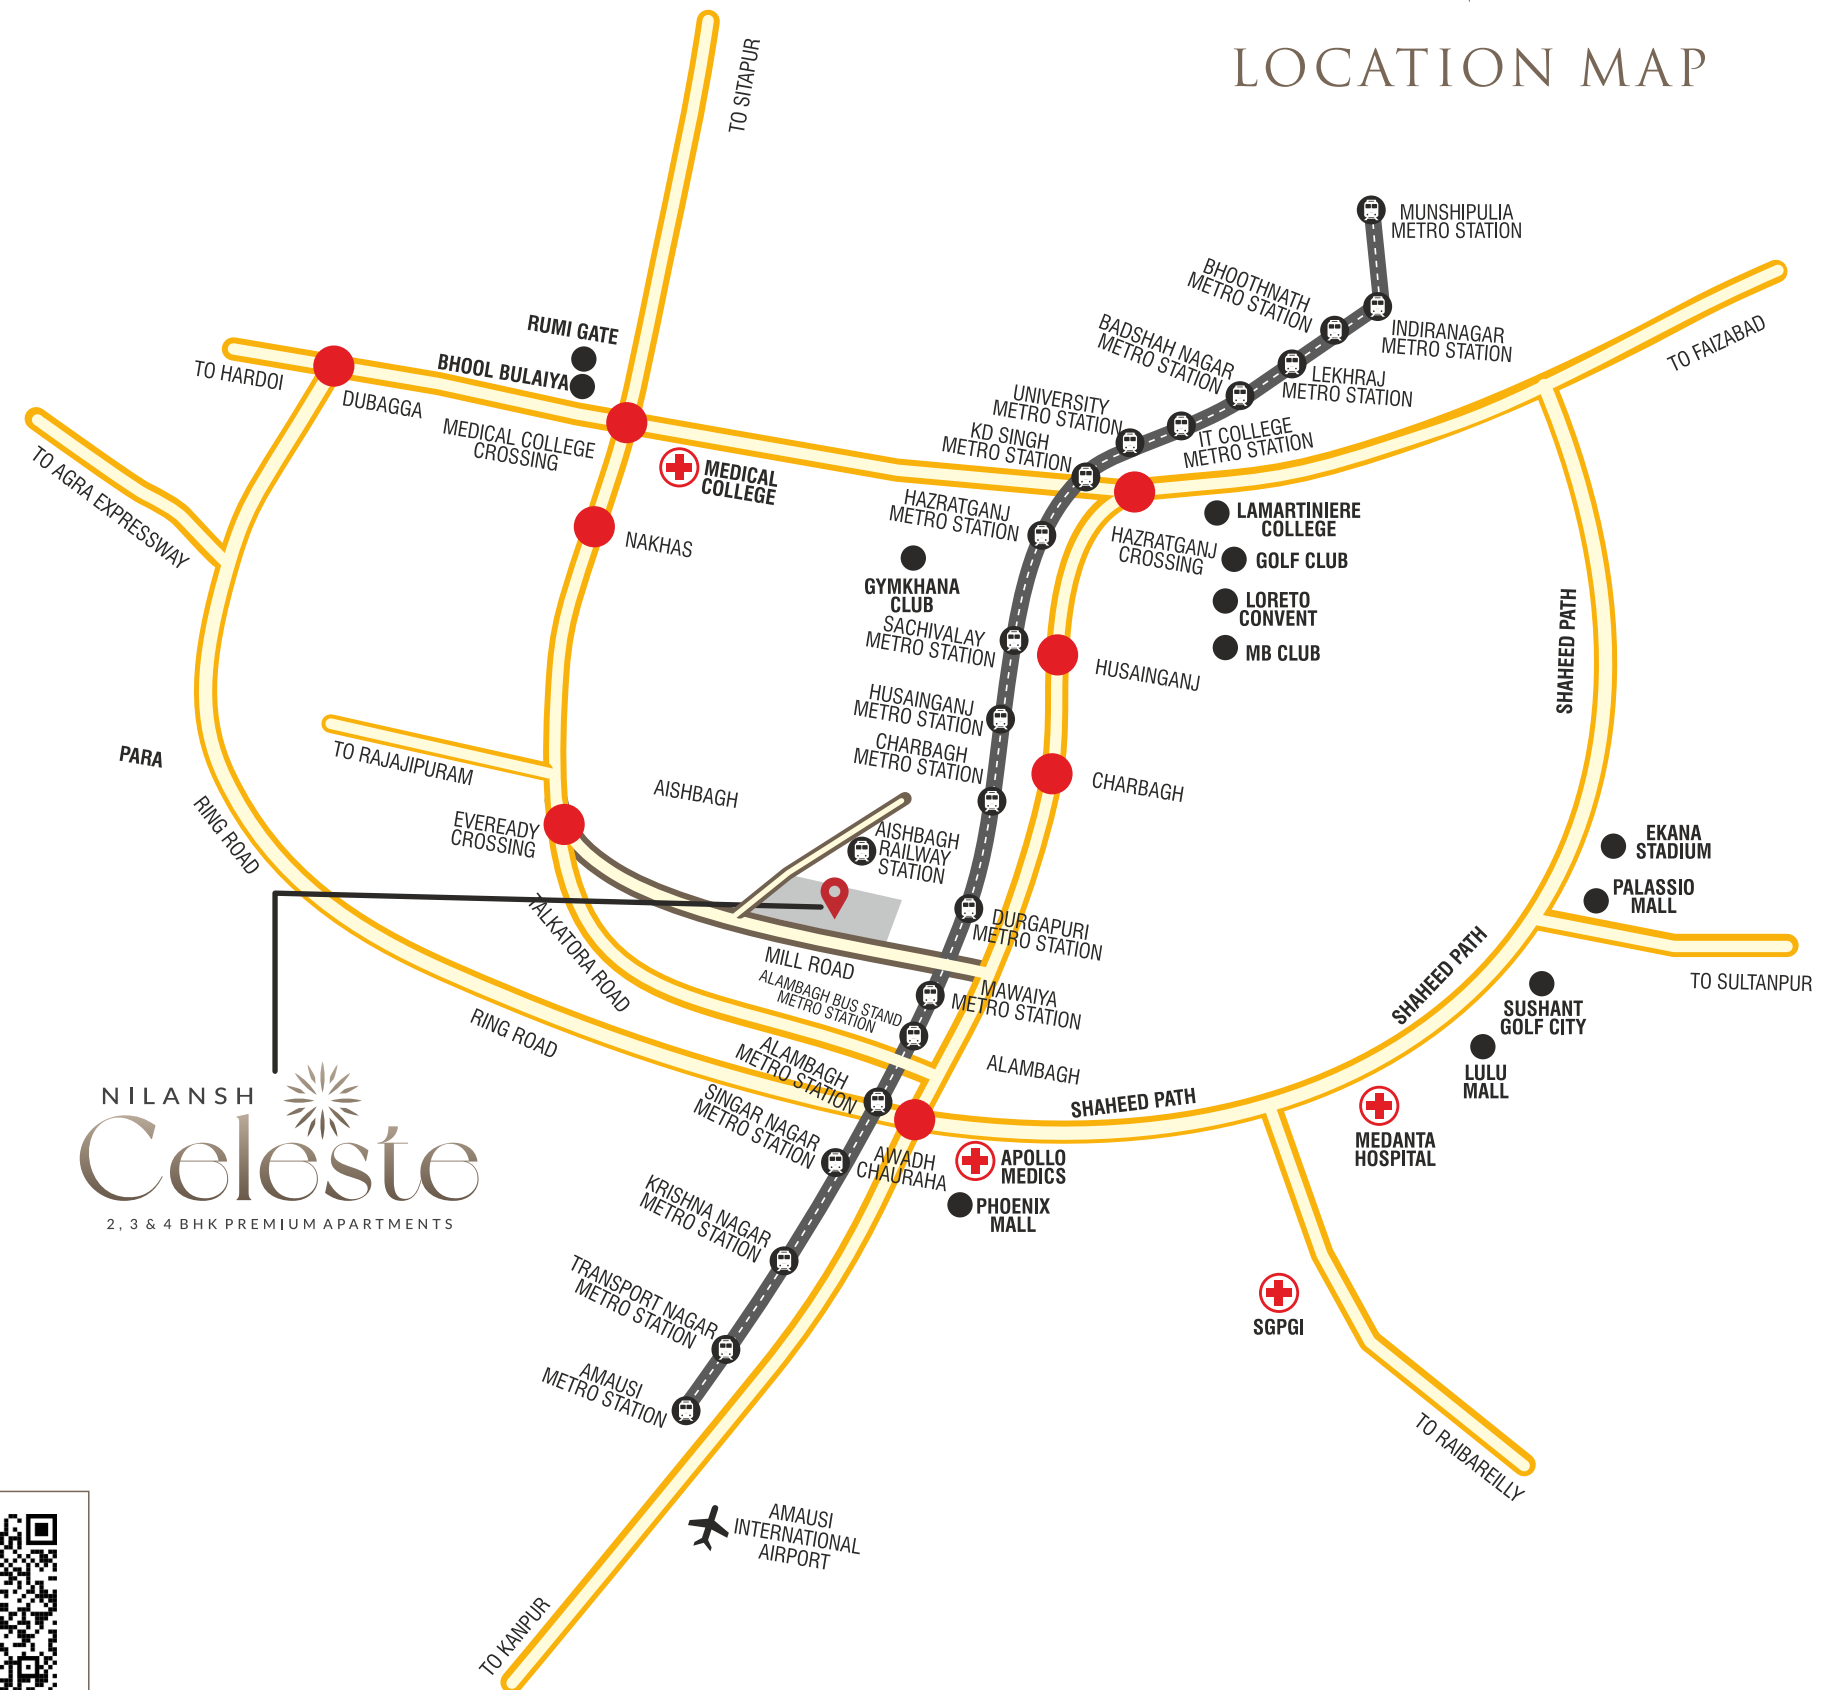 LOCATION MAP
TO SITAPUR
MUNSHIPULIA
METRO STATION
BHOOTHNATH
METRO STATION
INDIRANAGAR
METRO STATION
TO FAIZABAD
BADSHAH NAGAR
METRO STATION
LEKHRAJ
METRO STATION
RUMI GATE
BHOOL BULAIYA
TO HARDOI
DUBAGGA
MEDICAL COLLEGE
CROSSING
MEDICAL
COLLEGE
UNIVERSITY
METRO STATION
KD SINGH
METRO STATION
IT COLLEGE
METRO STATION
TO AGRA EXPRESSWAY
NAKHAS
HAZRATGANJ
METRO STATION
HAZRATGANJ
CROSSING
LAMARTINIERE
COLLEGE
GOLF CLUB
LORETO
CONVENT
MB CLUB
GYMKHANA
CLUB
SACHIVALAY
METRO STATION
HUSAINGANJ
SHAHEED PATH
HUSAINGANJ
METRO STATION
CHARBAGH
METRO STATION
CHARBAGH
PARA
TO RAJAJIPURAM
AISHBAGH
RING ROAD
EVEREADY
CROSSING
AISHBAGH
RAILWAY
STATION
EKANA
STADIUM
PALASSIO
MALL
TALKATORA ROAD
DURGAPURI
METRO STATION
MILL ROAD
ALAMBAGH BUS STAND
METRO STATION
MAWAIYA
METRO STATION
SHAHEED PATH
TO SULTANPUR
SUSHANT
GOLF CITY
RING ROAD
ALAMBAGH
METRO STATION
ALAMBAGH
LULU
MALL
SHAHEED PATH
NILANSH
Celeste
2, 3 & 4 BHK PREMIUM APARTMENTS
SINGAR NAGAR
METRO STATION
AWADH
CHAURAHA
APOLLO
MEDICS
MEDANTA
HOSPITAL
PHOENIX
MALL
KRISHNA NAGAR
METRO STATION
TRANSPORT NAGAR
METRO STATION
SGPGI
AMAUSI
METRO STATION
TO RAIBAREILLY
AMAUSI
INTERNATIONAL
AIRPORT
TO KANPUR